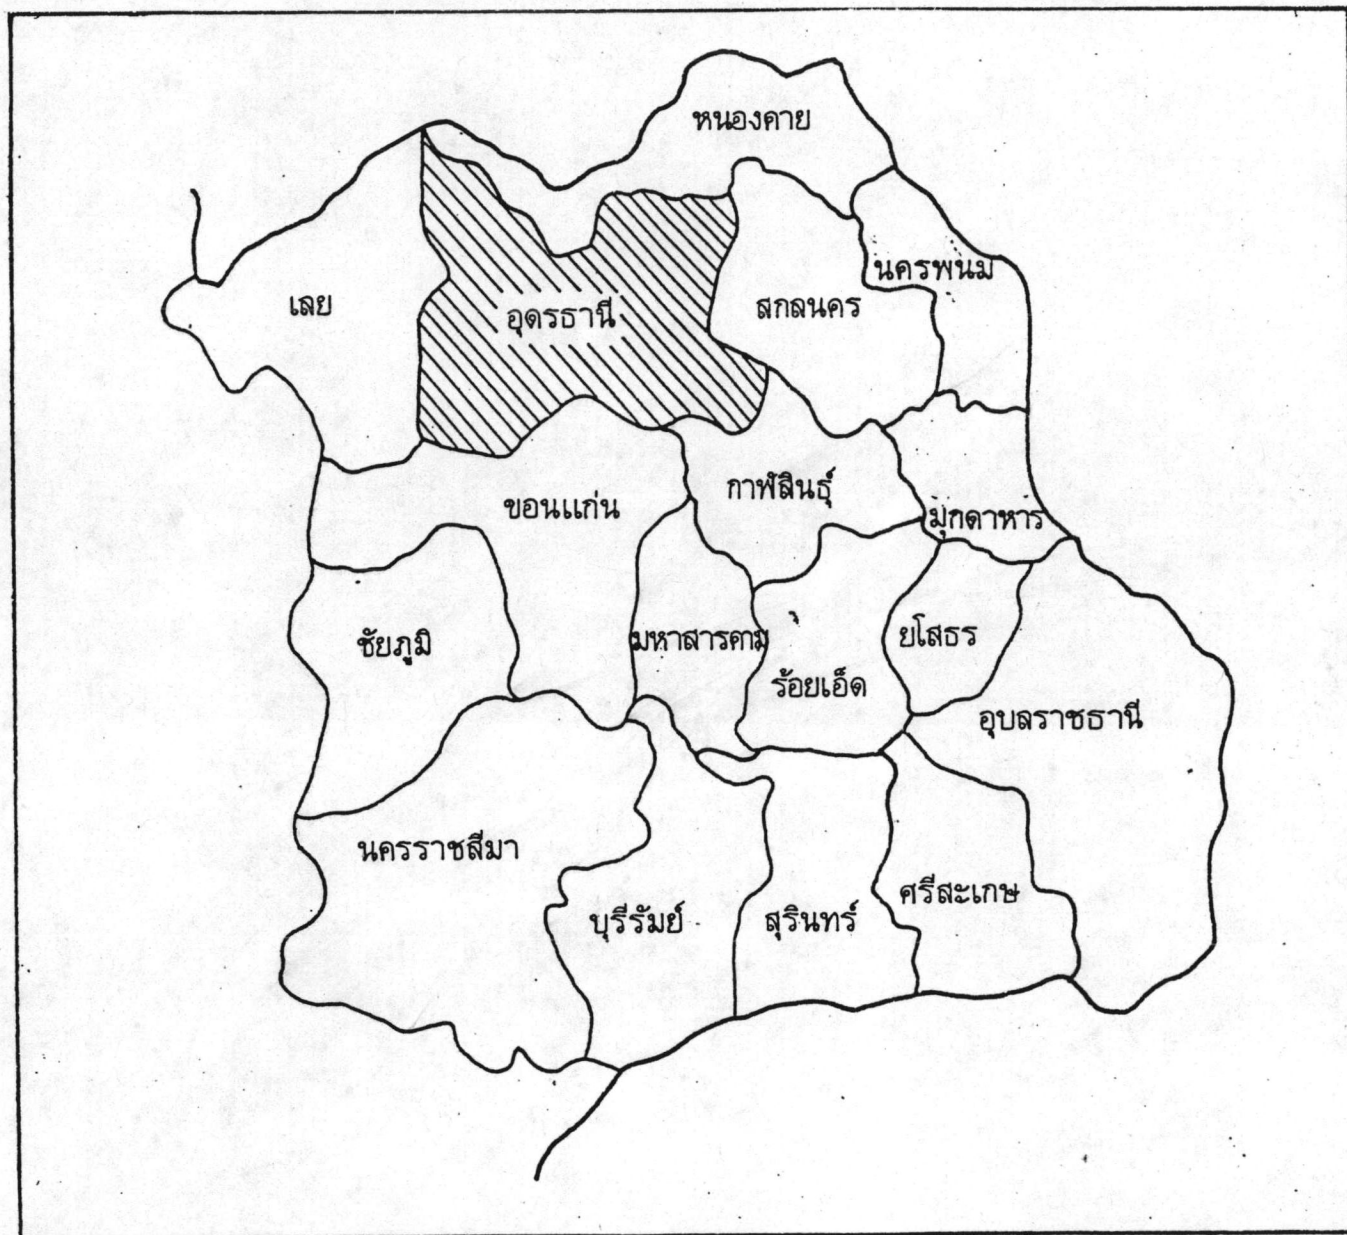 หนองคาย
นครพนม
เลย
อุดรธานี
สกลนคร
กาฬสินธุ์
ขอนแก่น
มุกดาหาร
ชัยภูมิ
มหาสารคาม
ยโสธร
ร้อยเอ็ด
อุบลราชธานี
นครราชสีมา
ศรีสะเกษ
บุรีรัมย์
สุรินทร์